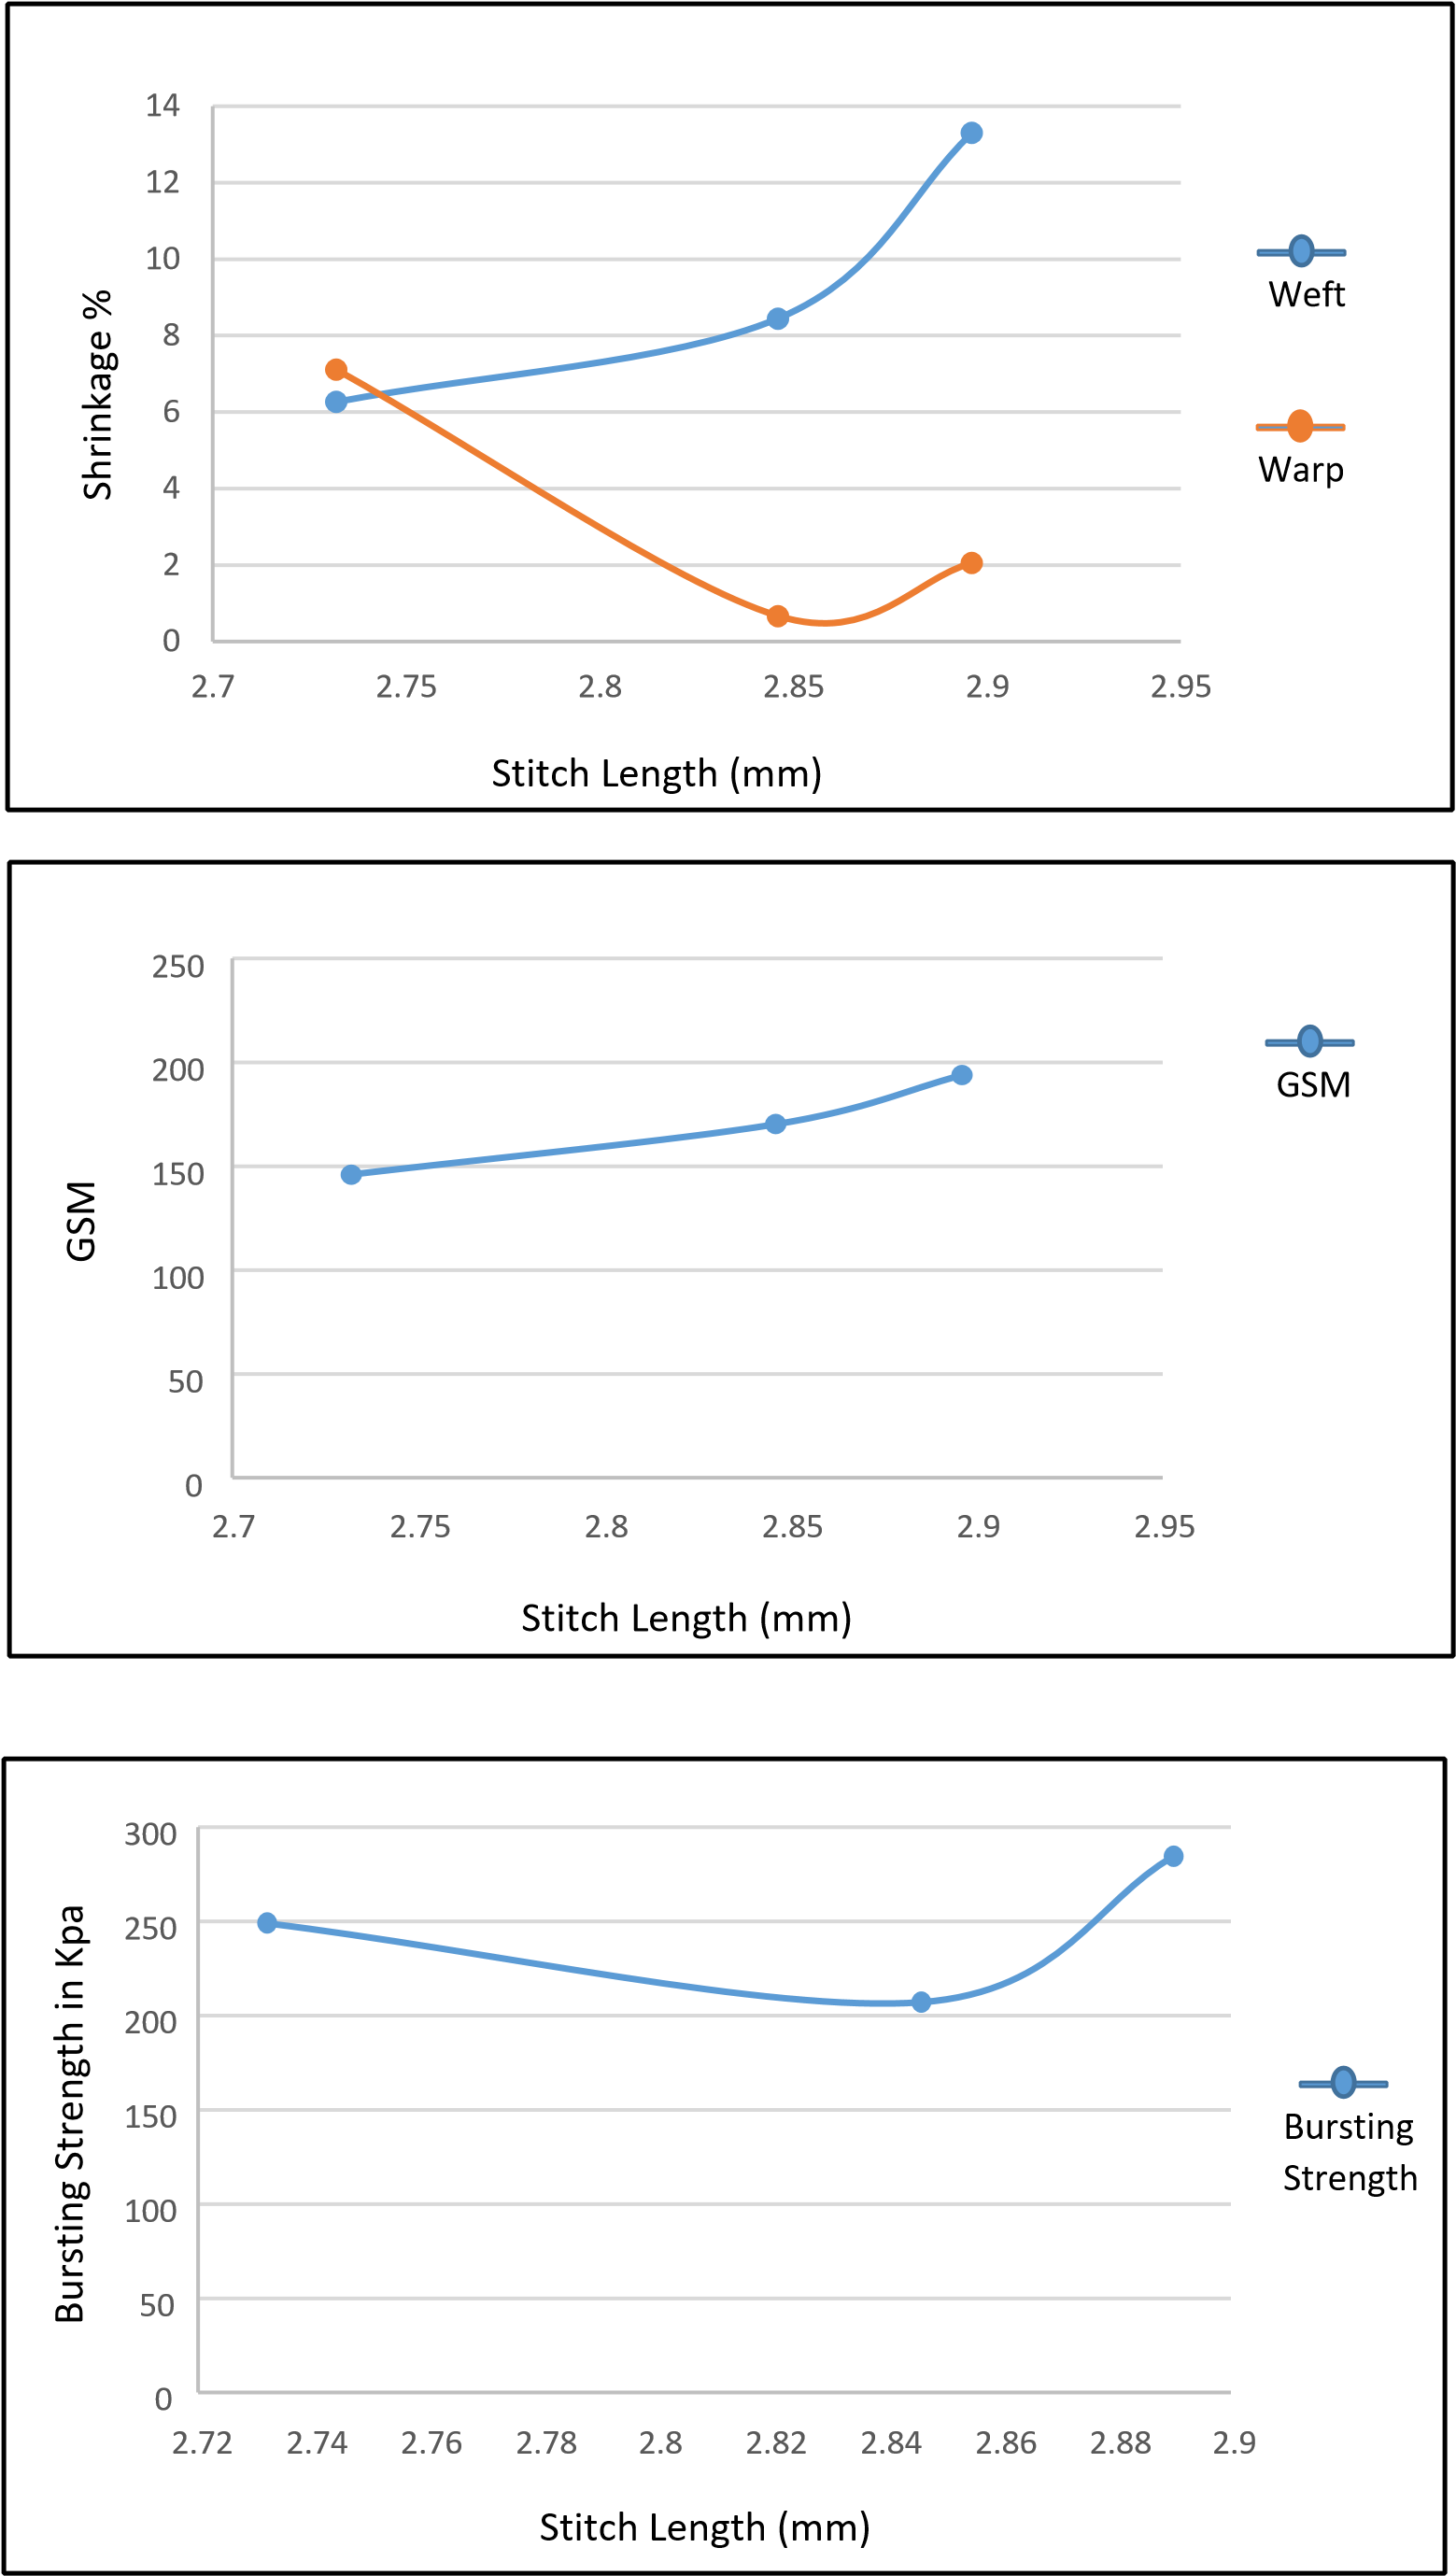 14
12
10
8
6
4
2
0
Shrinkage %
2.7 2.75 2.8 2.85 2.9 2.95
Stitch Length (mm)
Weft
Warp
250
200
150
100
50
0
GSM
2.7 2.75 2.8 2.85 2.9 2.95
Stitch Length (mm)
GSM
300
250
200
150
100
50
0
Bursting Strength in Kpa
2.72 2.74 2.76 2.78 2.8 2.82 2.84 2.86 2.88 2.9
Stitch Length (mm)
Bursting
Strength